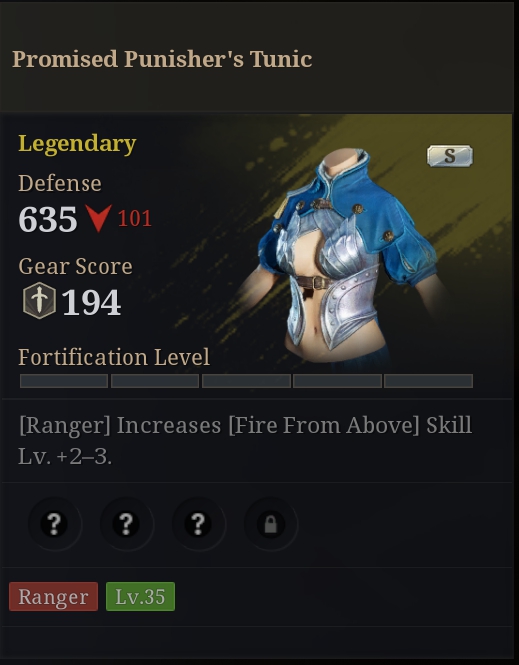 Promised Punisher's Tunic
Legendary
S
Defense
635 101
Gear Score
194
Fortification Level
[Ranger] Increases [Fire From Above] Skill
Lv. +2–3.
? ? ?
Ranger Lv.35